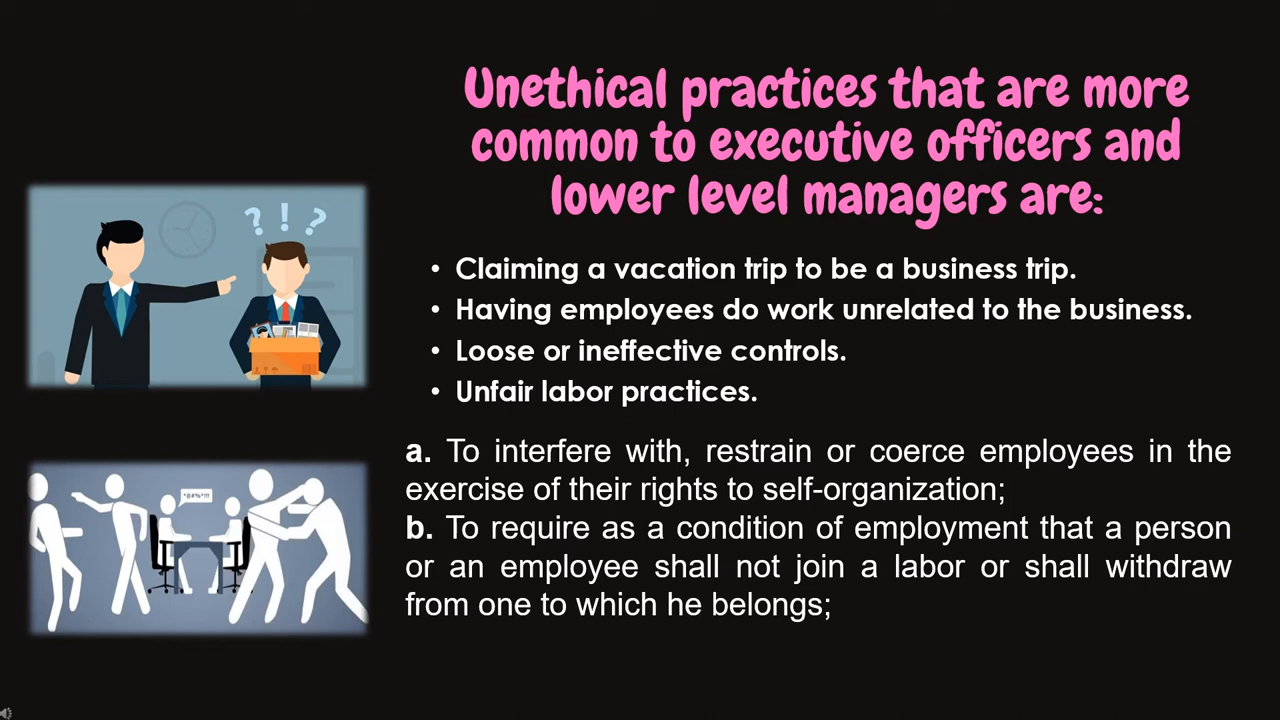 Unethical practices that are more
common to executive officers and
lower level managers are:
? ! ?
• Claiming a vacation trip to be a business trip.
• Having employees do work unrelated to the business.
• Loose or ineffective controls.
• Unfair labor practices.
a. To interfere with, restrain or coerce employees in the
exercise of their rights to self-organization;
b. To require as a condition of employment that a person
or an employee shall not join a labor or shall withdraw
from one to which he belongs;